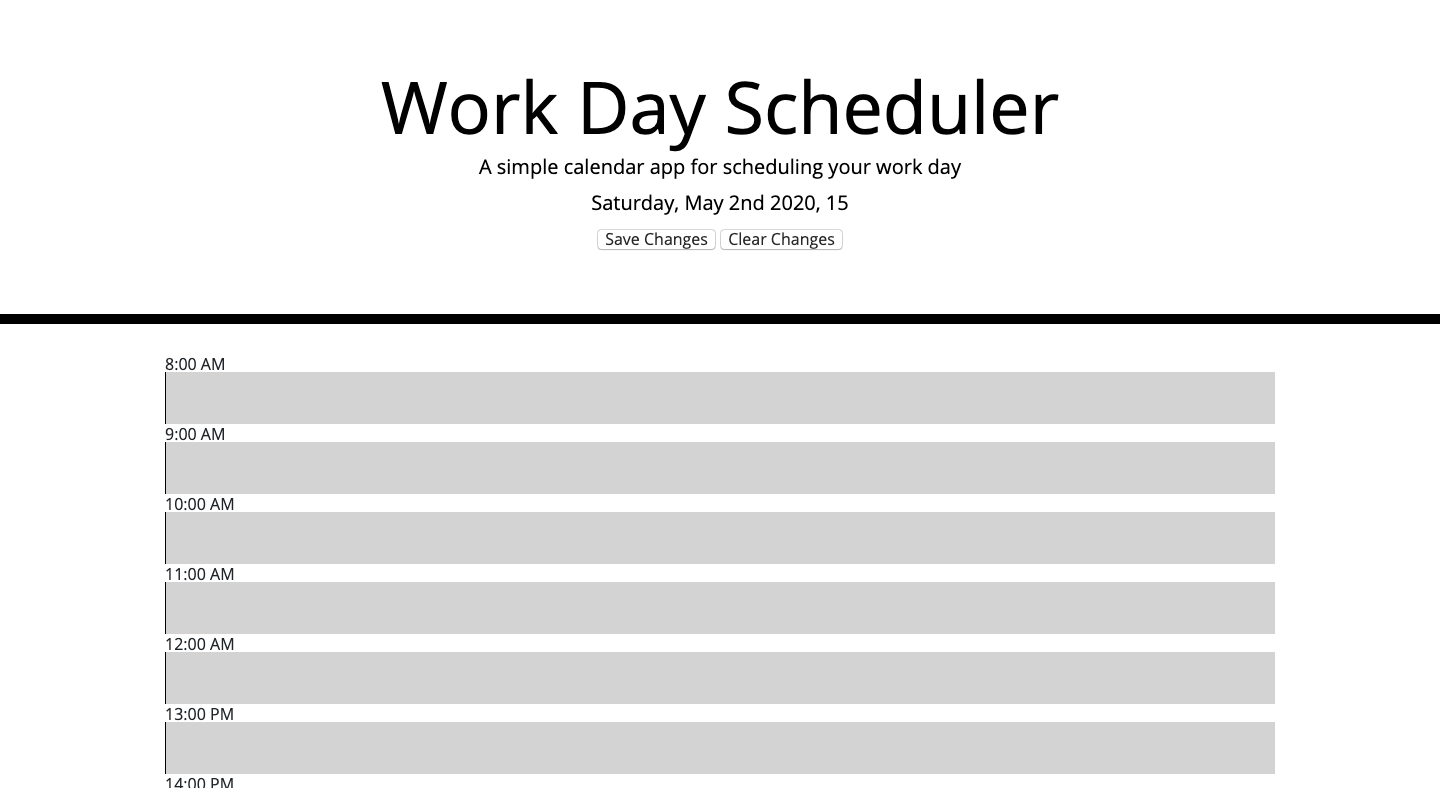 Work Day Scheduler
A simple calendar app for scheduling your work day
Saturday, May 2nd 2020, 15
Save Changes Clear Changes
8:00 AM
9:00 AM
10:00 AM
11:00 AM
12:00 AM
13:00 PM
14:00 PM